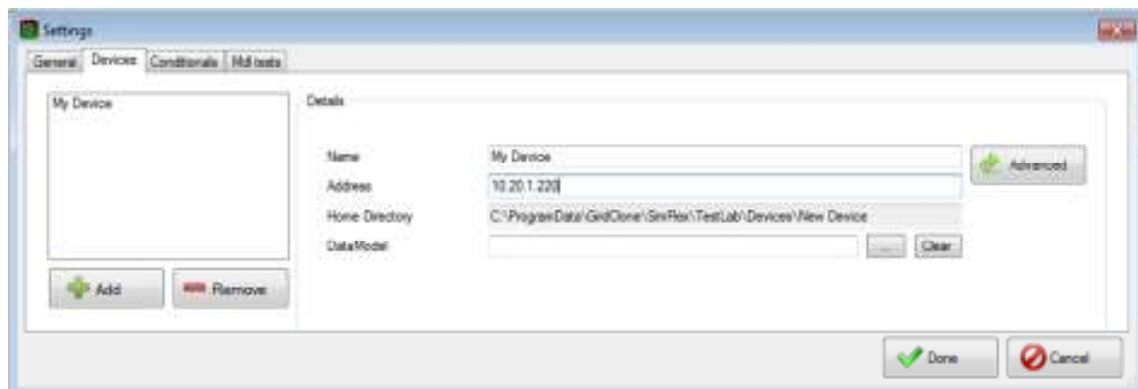 Settings
General Devices Conditionals Mdl tests
My Device
Details
Name My Device
Advanced
Address 10.20.1.220
Home Directory C:\ProgramData\GridClone\SimFlex\TestLab\Devices\New Device
DataModel ... Clear
Add Remove
Done Cancel